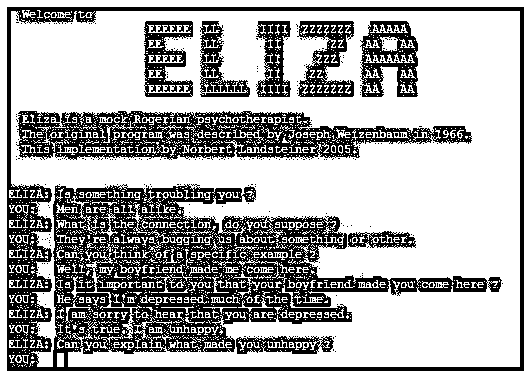 Welcome to
EEEEEE LL IIII ZZZZZZZ AAAAA
EE LL II ZZ AA AA
EEEEE LL II ZZZ AAAAAAA
EE LL II ZZ AA AA
EEEEEE LLLLLL IIII ZZZZZZZ AA AA
Eliza is a mock Rogerian psychotherapist.
The original program was described by Joseph Weizenbaum in 1966.
This implementation by Norbert Landsteiner 2005.
ELIZA: Is something troubling you ?
YOU: Men are all alike.
ELIZA: What is the connection, do you suppose ?
YOU: They're always bugging us about something or other.
ELIZA: Can you think of a specific example ?
YOU: Well, my boyfriend made me come here.
ELIZA: Is it important to you that your boyfriend made you come here ?
YOU: He says I'm depressed much of the time.
ELIZA: I am sorry to hear that you are depressed.
YOU: It's true. I am unhappy.
ELIZA: Can you explain what made you unhappy ?
YOU: